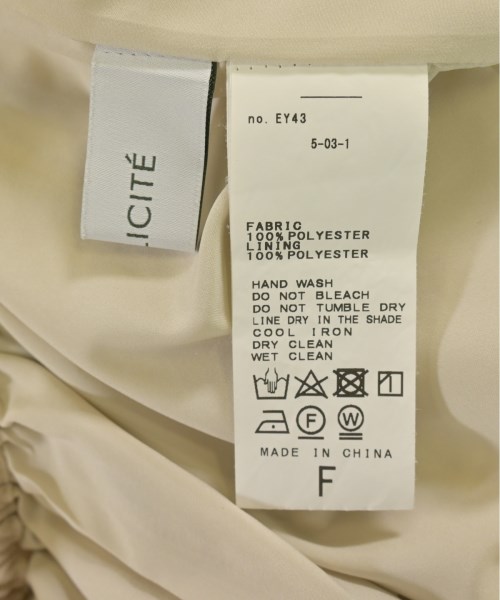 LICITÉ
no. EY43
5-03-1
FABRIC
100% POLYESTER
LINING
100% POLYESTER
HAND WASH
DO NOT BLEACH
DO NOT TUMBLE DRY
LINE DRY IN THE SHADE
COOL IRON
DRY CLEAN
WET CLEAN
F W
MADE IN CHINA
F